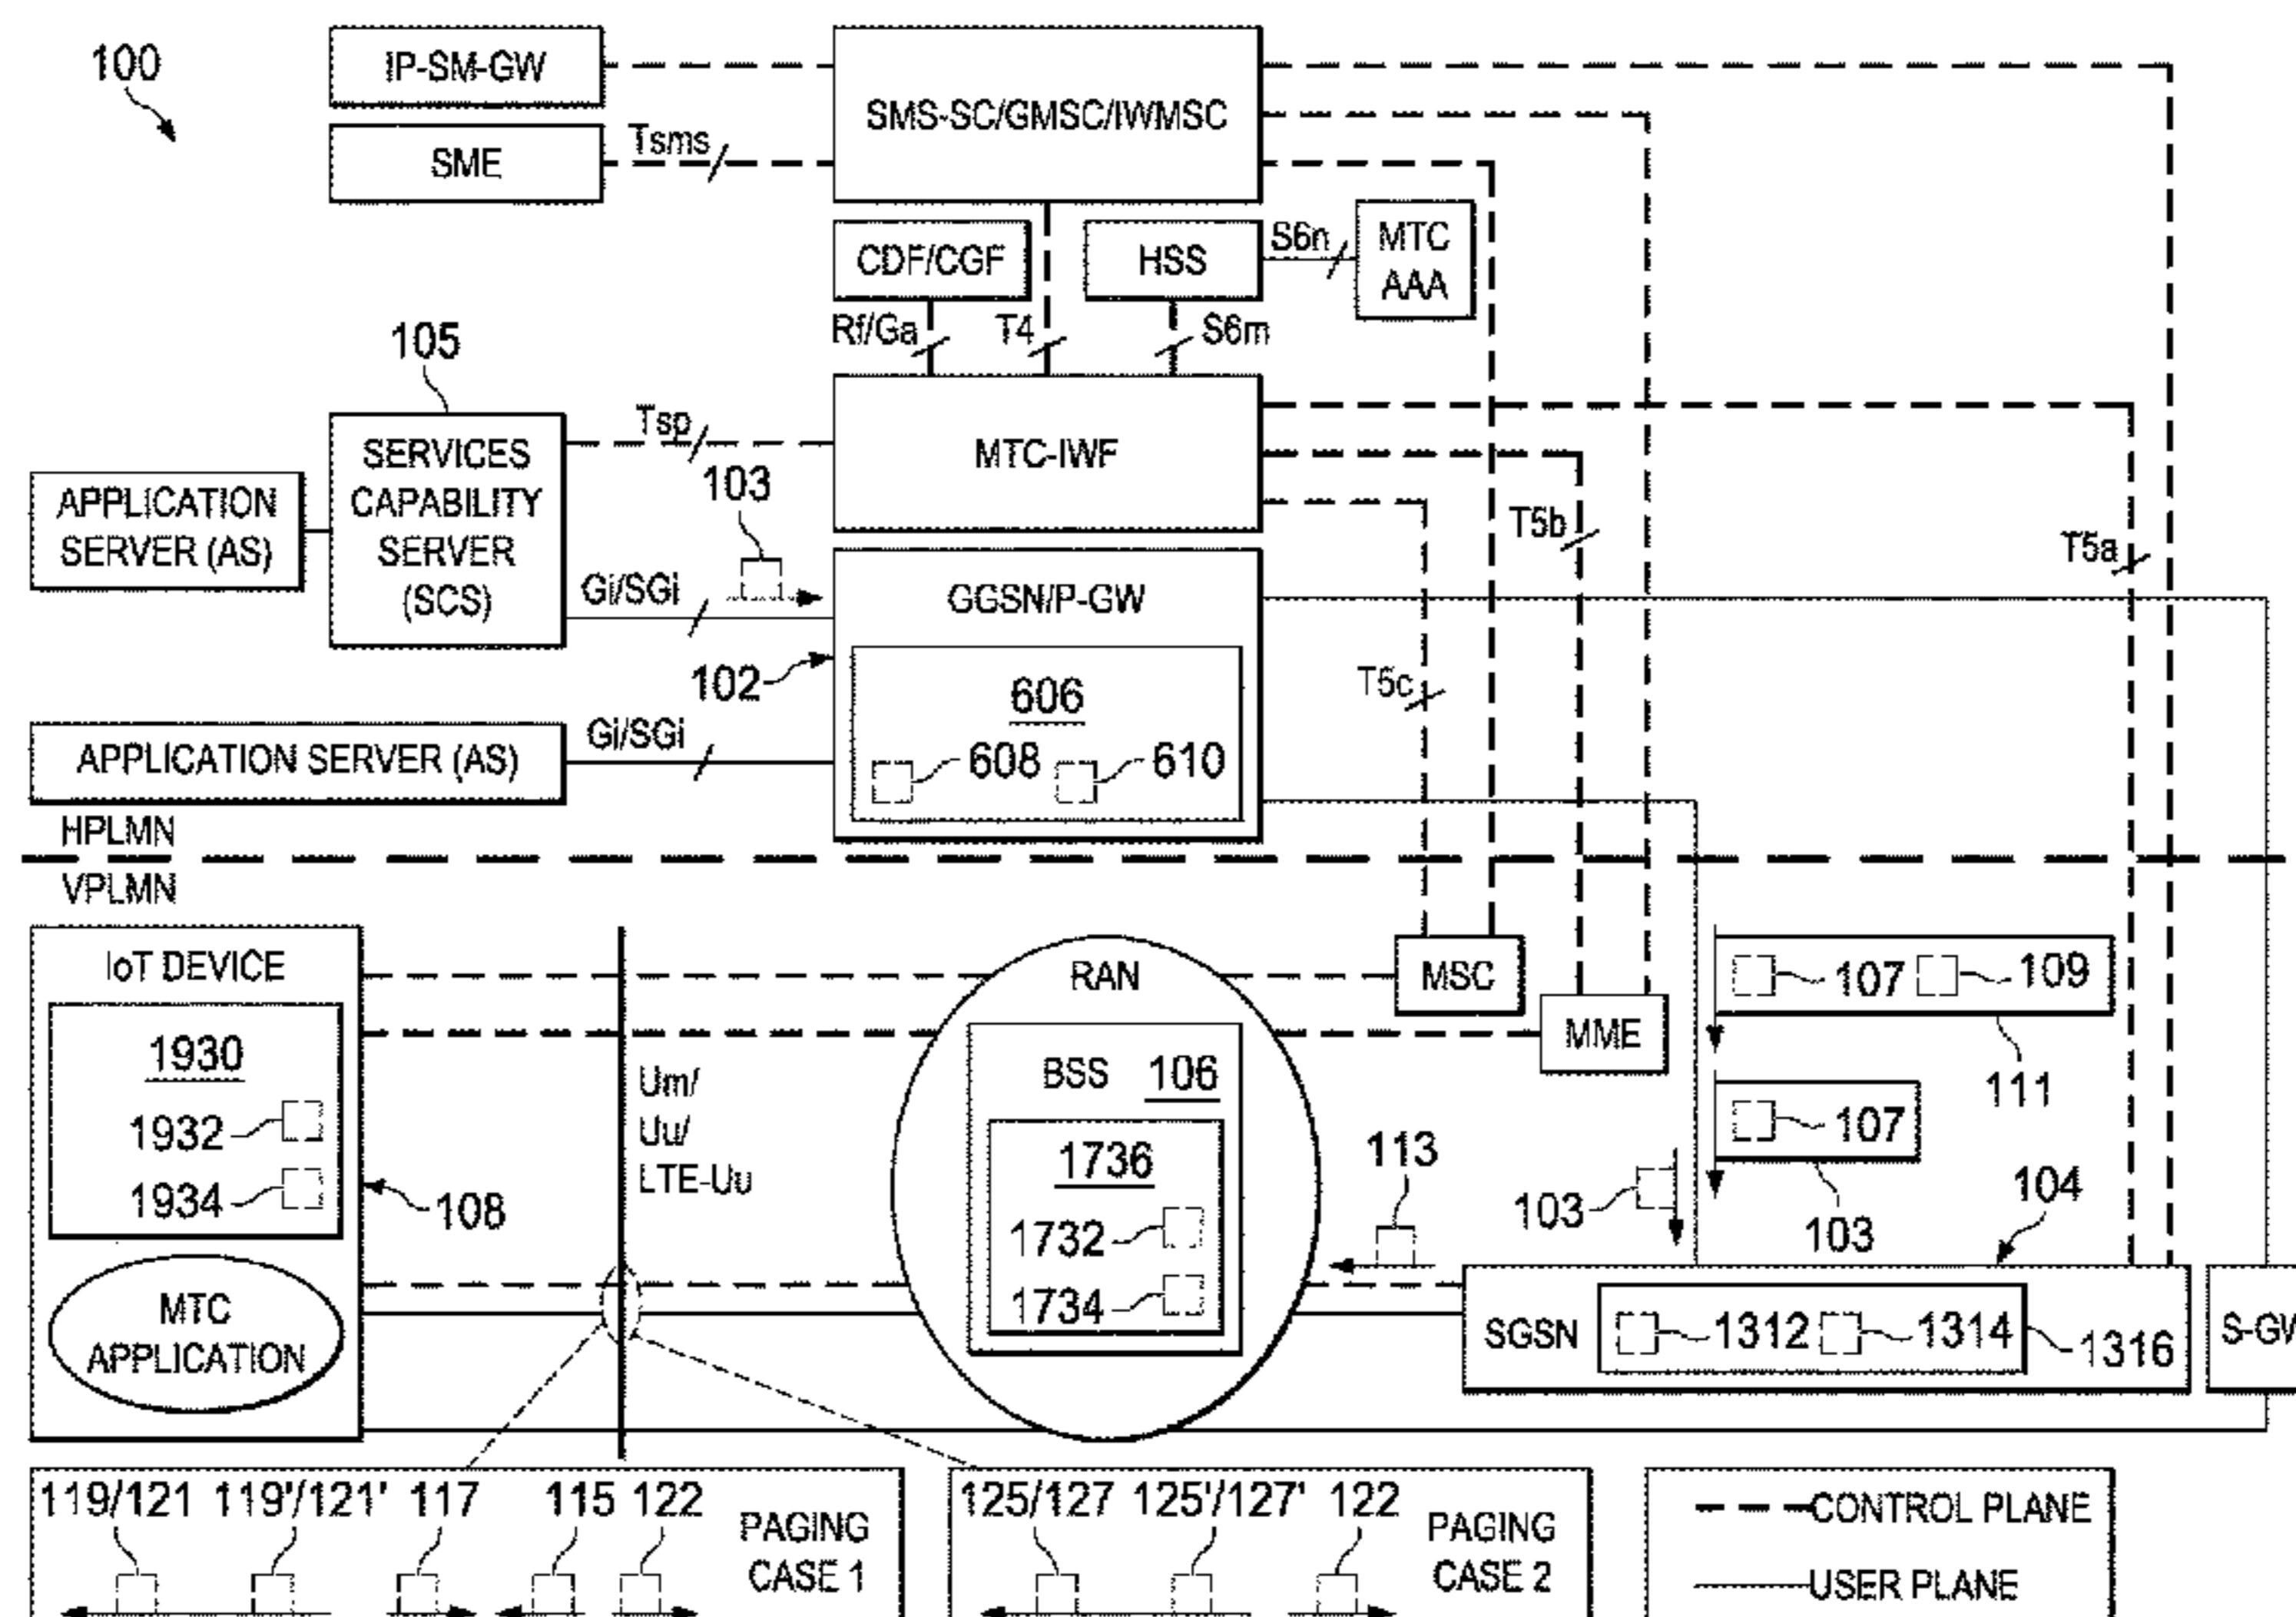 100
IP-SM-GW
SME
Tsms
SMS-SC/GMSC/IWMSC
CDF/CGF
HSS
S6n
MTC
AAA
Rf/Ga
T4
S6m
105
SERVICES
CAPABILITY
SERVER
(SCS)
APPLICATION
SERVER (AS)
Tsp
103
MTC-IWF
T5b
T5a
Gi/SGi
GGSN/P-GW
102
606
608
610
T5c
APPLICATION SERVER (AS)
Gi/SGi
HPLMN
VPLMN
IoT DEVICE
1930
1932
1934
108
MTC
APPLICATION
Um/
Uu/
LTE-Uu
RAN
BSS 106
1736
1732
1734
MSC
MME
107
109
111
107
103
103
113
104
SGSN
1312
1314
1316
S-GW
119/121 119'/121' 117 115 122
PAGING
CASE 1
125/127 125'/127' 122
PAGING
CASE 2
CONTROL PLANE
USER PLANE